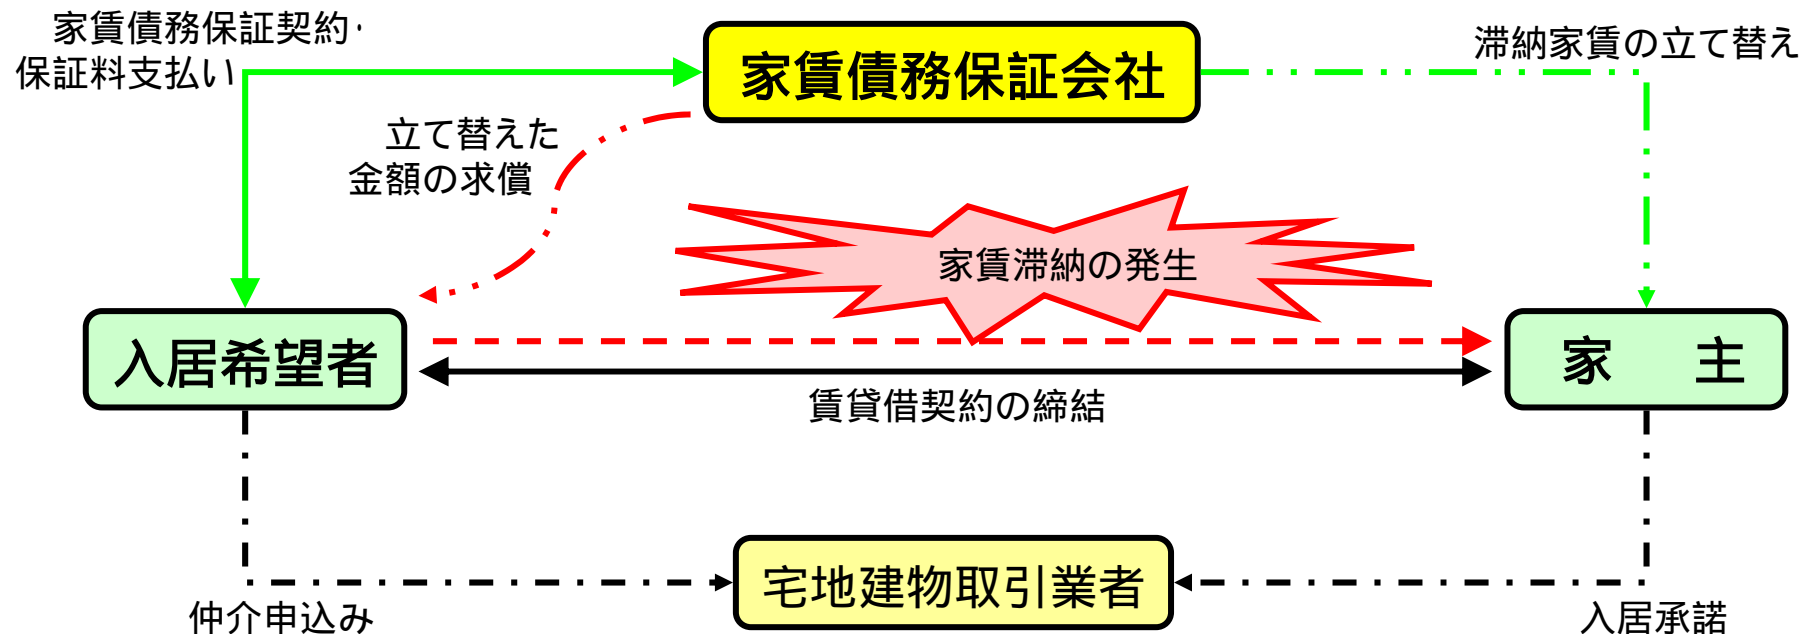 家賃債務保証契約・
保証料支払い
家賃債務保証会社
滞納家賃の立て替え
立て替えた
金額の求償
家賃滞納の発生
入居希望者
家　主
賃貸借契約の締結
宅地建物取引業者
仲介申込み
入居承諾